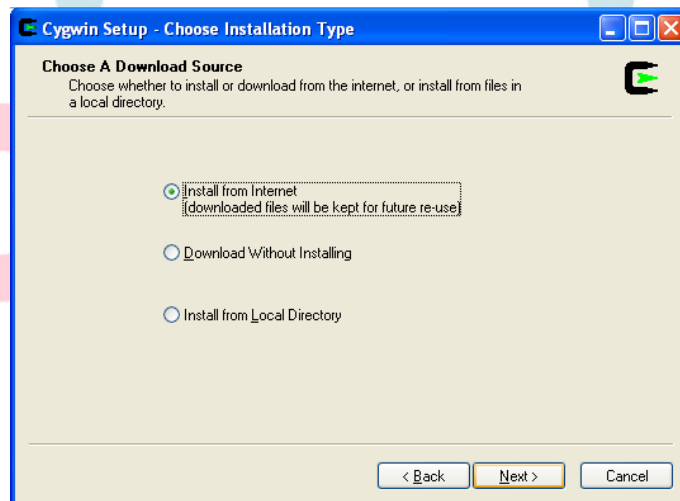 Cygwin Setup - Choose Installation Type
Choose A Download Source
Choose whether to install or download from the internet, or install from files in
a local directory.
Install from Internet
(downloaded files will be kept for future re-use)
Download Without Installing
Install from Local Directory
< Back Next > Cancel